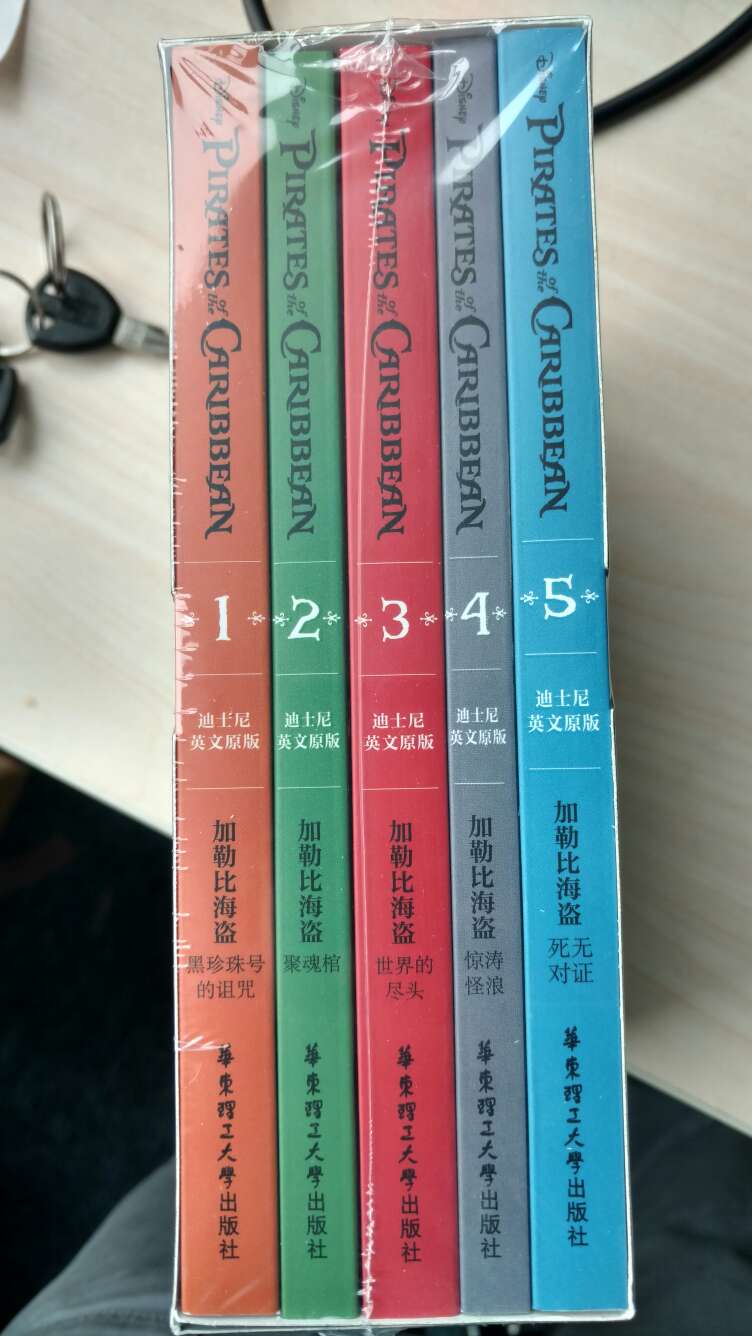 Disney
PIRATES of the CARIBBEAN
1
迪士尼
英文原版
加勒比海盗
黑珍珠号
的诅咒
華東理工大學出版社
Disney
PIRATES of the CARIBBEAN
2
迪士尼
英文原版
加勒比海盗
聚魂棺
華東理工大學出版社
Disney
PIRATES of the CARIBBEAN
3
迪士尼
英文原版
加勒比海盗
世界的
尽头
華東理工大學出版社
Disney
PIRATES of the CARIBBEAN
4
迪士尼
英文原版
加勒比海盗
惊涛
怪浪
華東理工大學出版社
Disney
PIRATES of the CARIBBEAN
5
迪士尼
英文原版
加勒比海盗
死无
对证
華東理工大學出版社